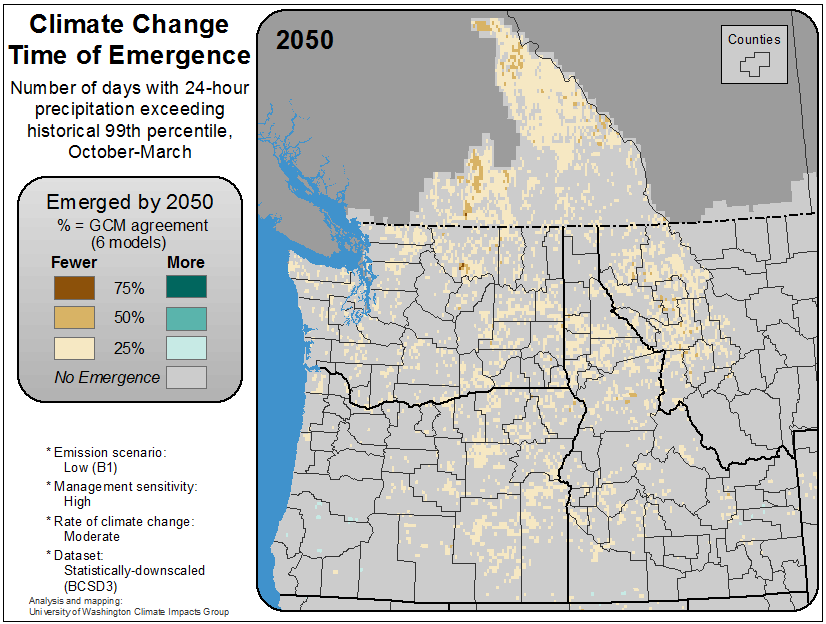 Climate Change
Time of Emergence
Number of days with 24-hour
precipitation exceeding
historical 99th percentile,
October-March
Emerged by 2050
% = GCM agreement
(6 models)
Fewer More
75%
50%
25%
No Emergence
* Emission scenario:
Low (B1)
* Management sensitivity:
High
* Rate of climate change:
Moderate
* Dataset:
Statistically-downscaled
(BCSD3)
Analysis and mapping:
University of Washington Climate Impacts Group
2050
Counties